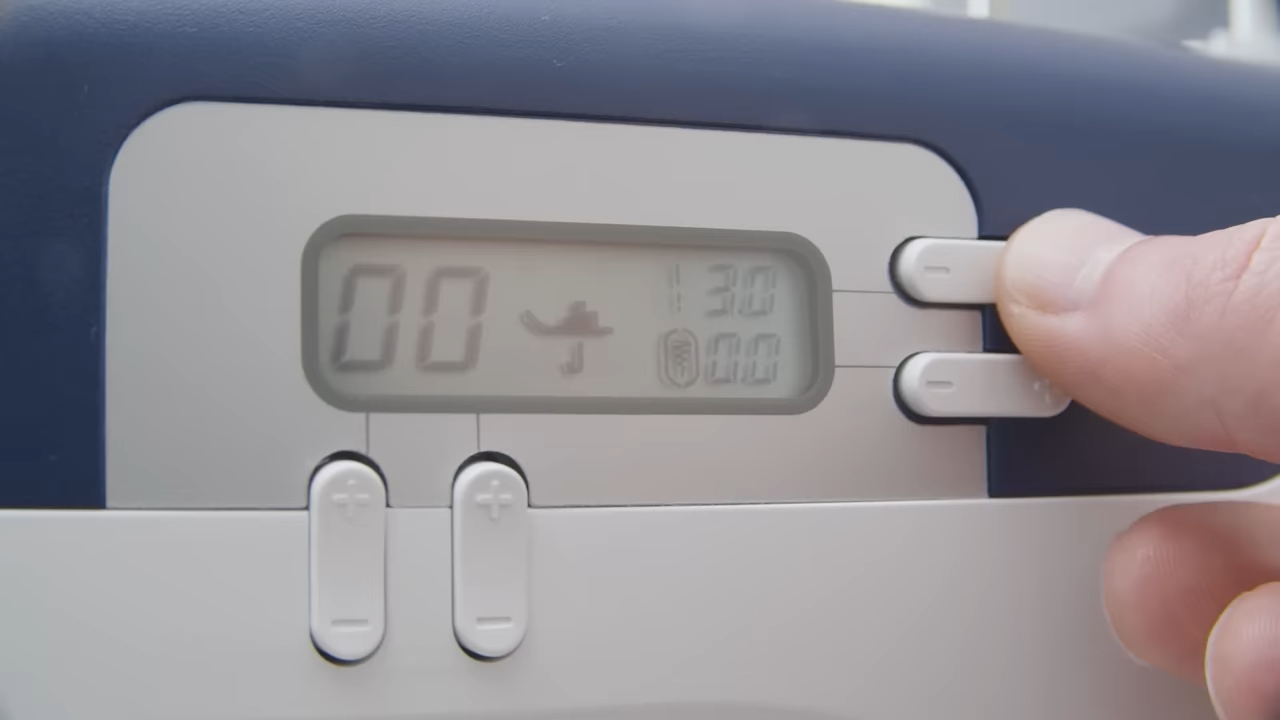 00 1 30
00
+ +
- -
- -